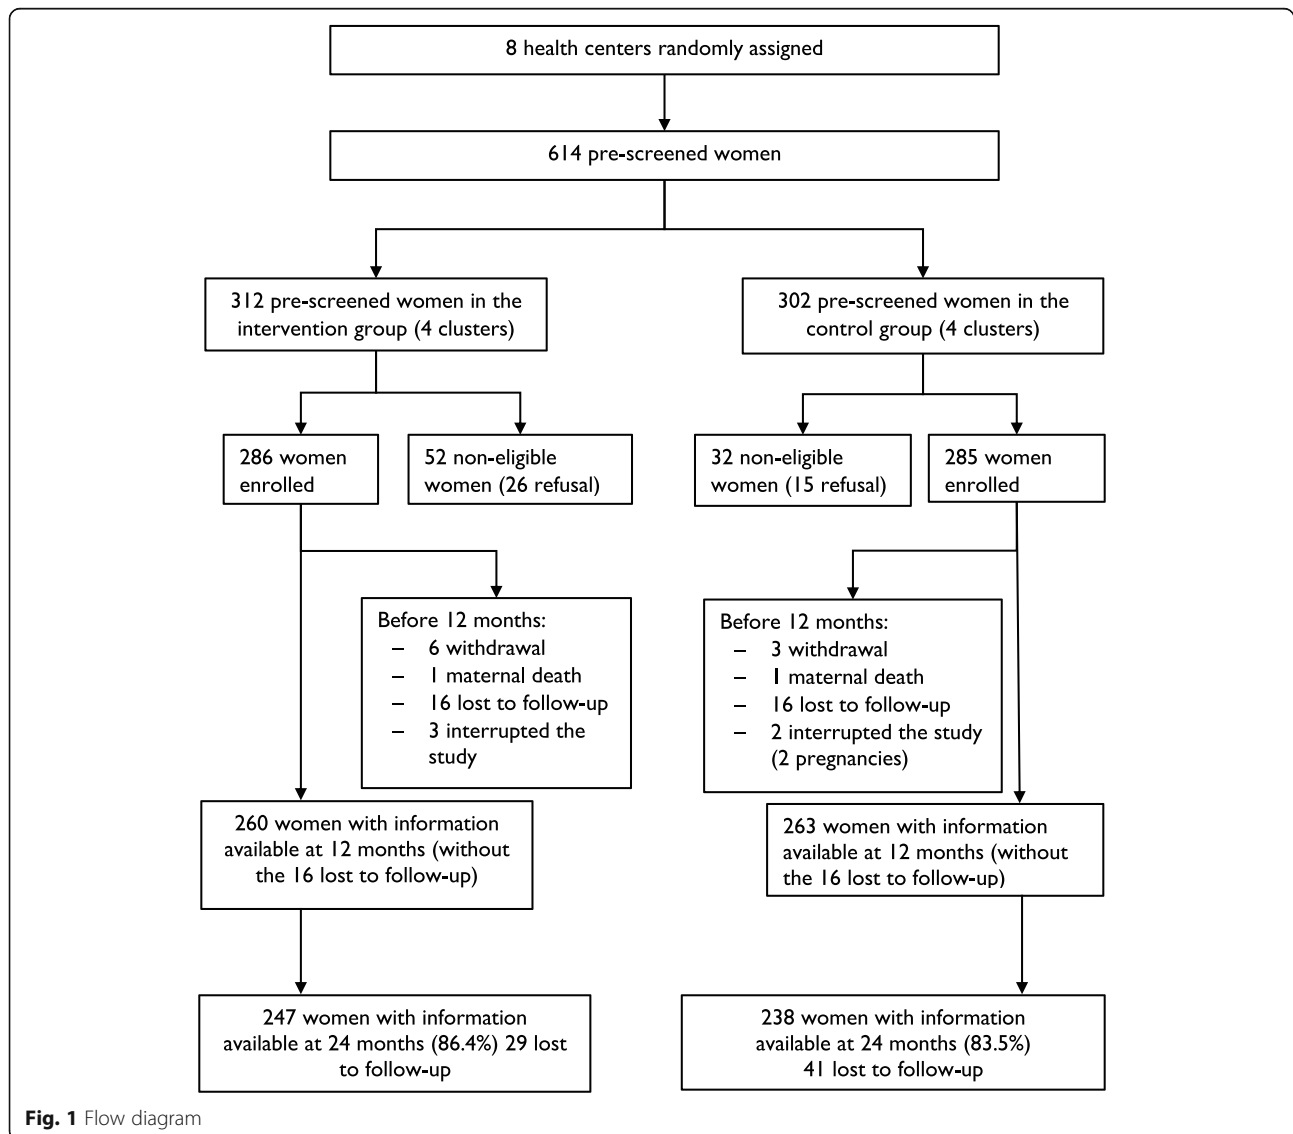 8 health centers randomly assigned
614 pre-screened women
312 pre-screened women in the
intervention group (4 clusters)
302 pre-screened women in the
control group (4 clusters)
286 women
enrolled
52 non-eligible
women (26 refusal)
32 non-eligible
women (15 refusal)
285 women
enrolled
Before 12 months:
– 6 withdrawal
– 1 maternal death
– 16 lost to follow-up
– 3 interrupted the
study
Before 12 months:
– 3 withdrawal
– 1 maternal death
– 16 lost to follow-up
– 2 interrupted the study
(2 pregnancies)
260 women with information
available at 12 months (without
the 16 lost to follow-up)
263 women with information
available at 12 months (without
the 16 lost to follow-up)
247 women with information
available at 24 months (86.4%) 29 lost
to follow-up
238 women with information
available at 24 months (83.5%)
41 lost to follow-up
Fig. 1 Flow diagram